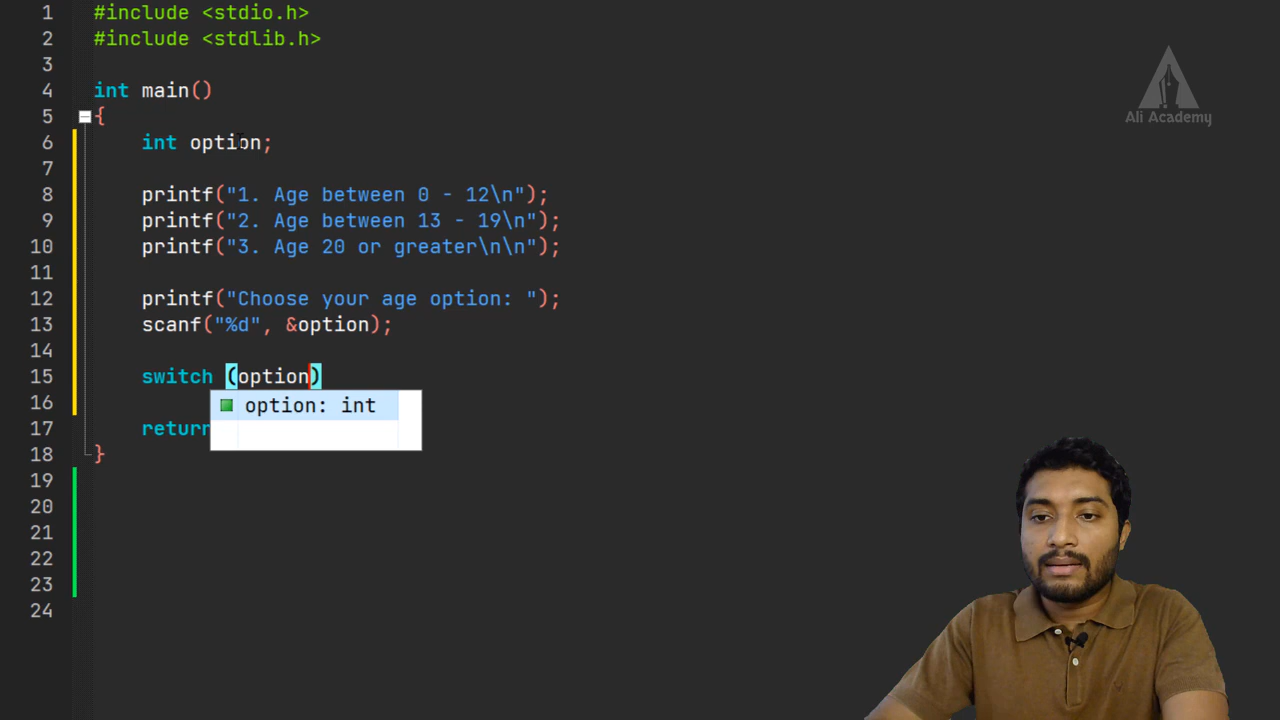 1 #include <stdio.h>
2 #include <stdlib.h>
3
4 int main()
5 {
6 int option;
7
8 printf("1. Age between 0 - 12\n");
9 printf("2. Age between 13 - 19\n");
10 printf("3. Age 20 or greater\n\n");
11
12 printf("Choose your age option: ");
13 scanf("%d", &option);
14
15 switch (option)
option: int
16
17 return
18 }
19
20
21
22
23
24
Ali Academy